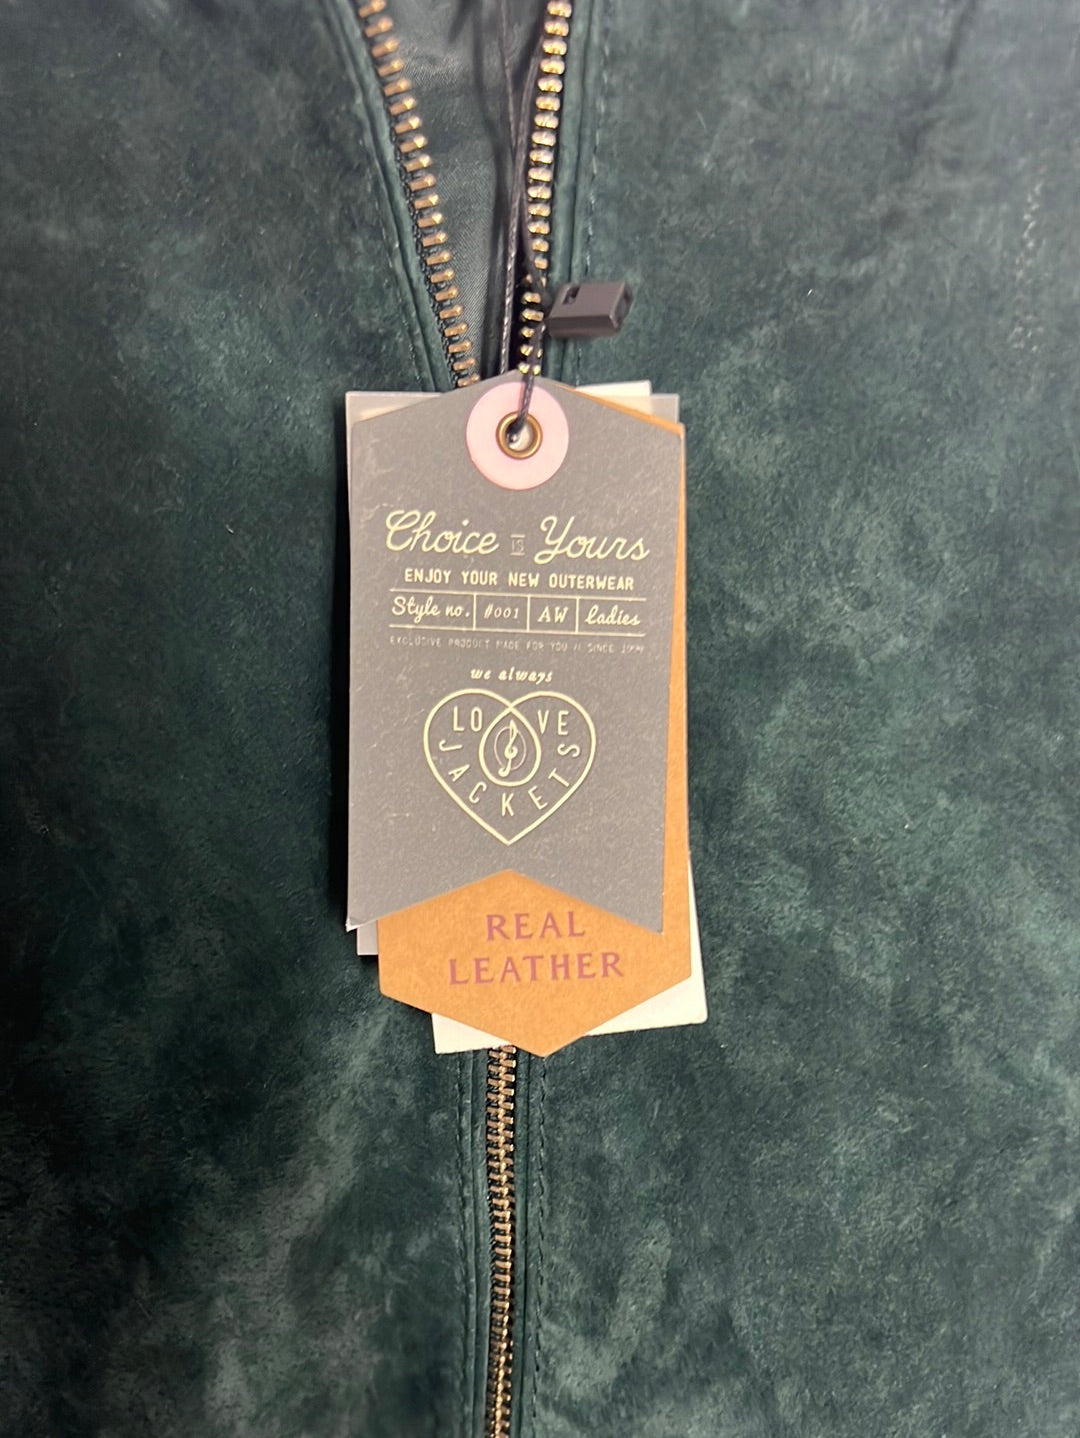 Choice IS Yours
ENJOY YOUR NEW OUTERWEAR
Style no. #001 AW Ladies
EXCLUSIVE PRODUCT MADE FOR YOU // SINCE
we always
LOVE
JACKETS
REAL
LEATHER